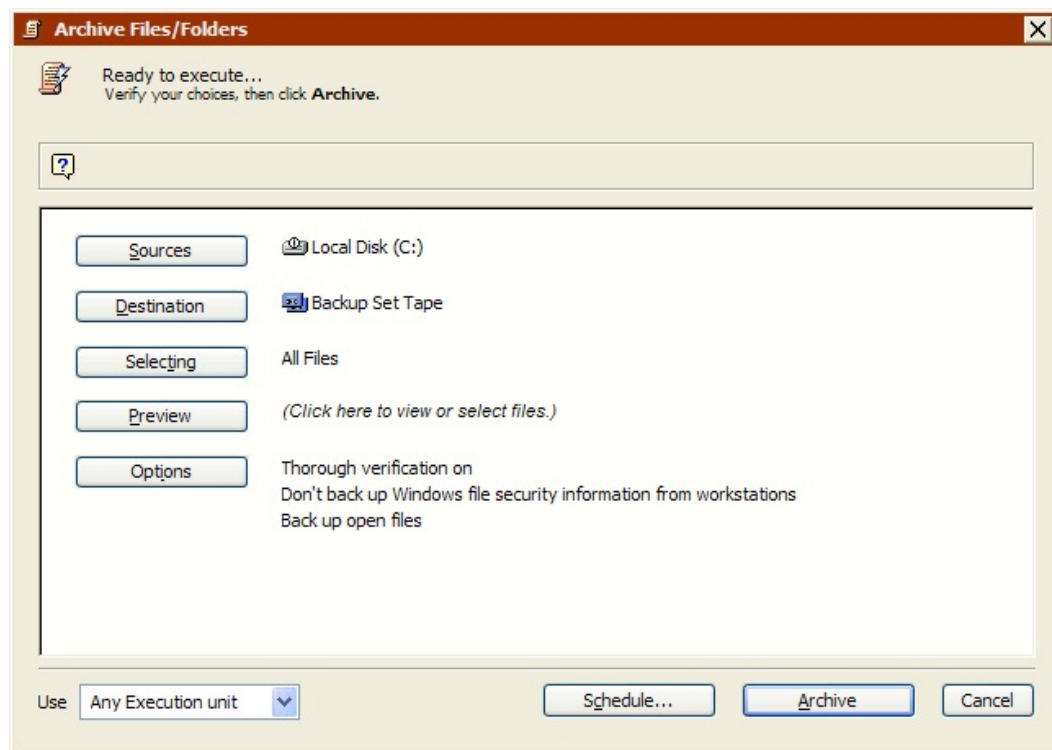 Archive Files/Folders
Ready to execute...
Verify your choices, then click Archive.
?
Sources
Local Disk (C:)
Destination
Backup Set Tape
Selecting
All Files
Preview
(Click here to view or select files.)
Options
Thorough verification on
Don't back up Windows file security information from workstations
Back up open files
Use
Any Execution unit
Schedule...
Archive
Cancel